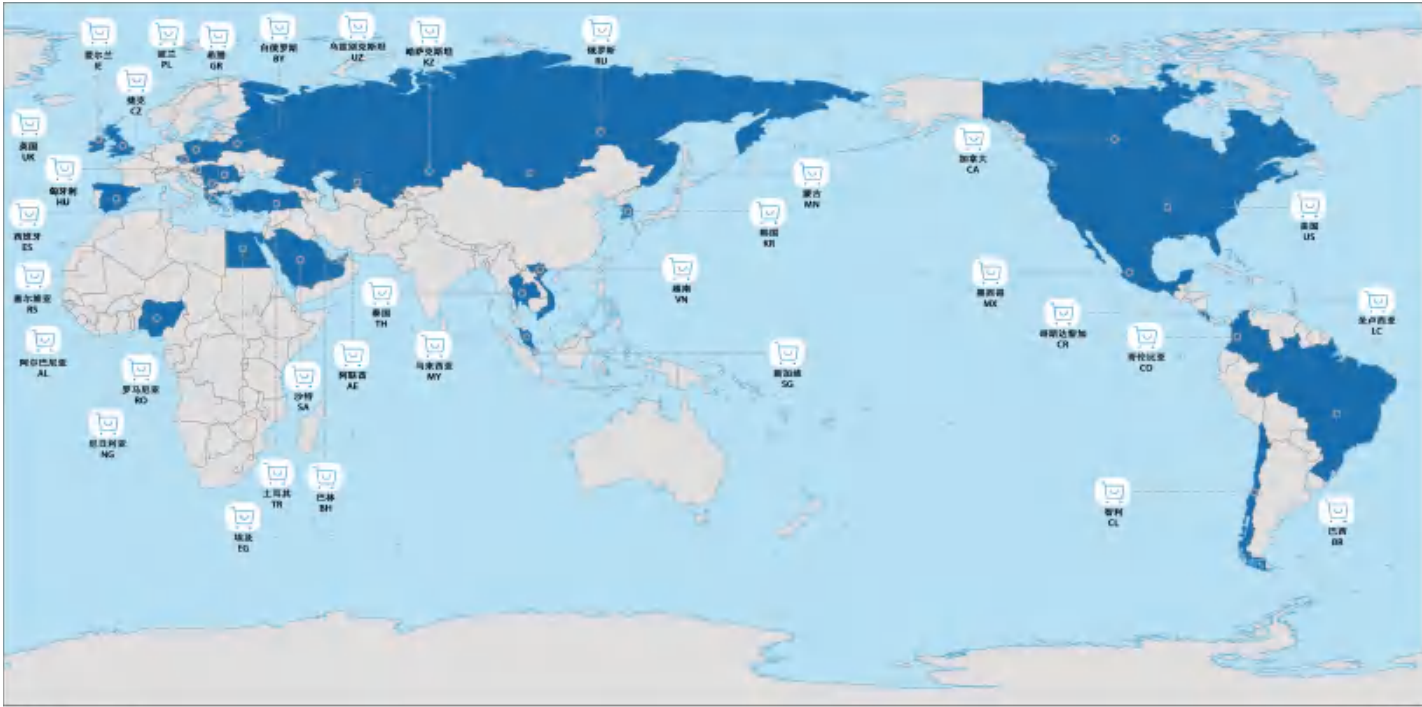 爱尔兰
IE
波兰
PL
希腊
GR
白俄罗斯
BY
乌兹别克斯坦
UZ
哈萨克斯坦
KZ
俄罗斯
RU
捷克
CZ
英国
UK
匈牙利
HU
西班牙
ES
塞尔维亚
RS
阿尔巴尼亚
AL
罗马尼亚
RO
尼日利亚
NG
埃及
EG
土耳其
TR
沙特
SA
巴林
BH
阿联酋
AE
泰国
TH
马来西亚
MY
新加坡
SG
越南
VN
韩国
KR
蒙古
MN
加拿大
CA
美国
US
墨西哥
MX
哥斯达黎加
CR
哥伦比亚
CO
圣卢西亚
LC
智利
CL
巴西